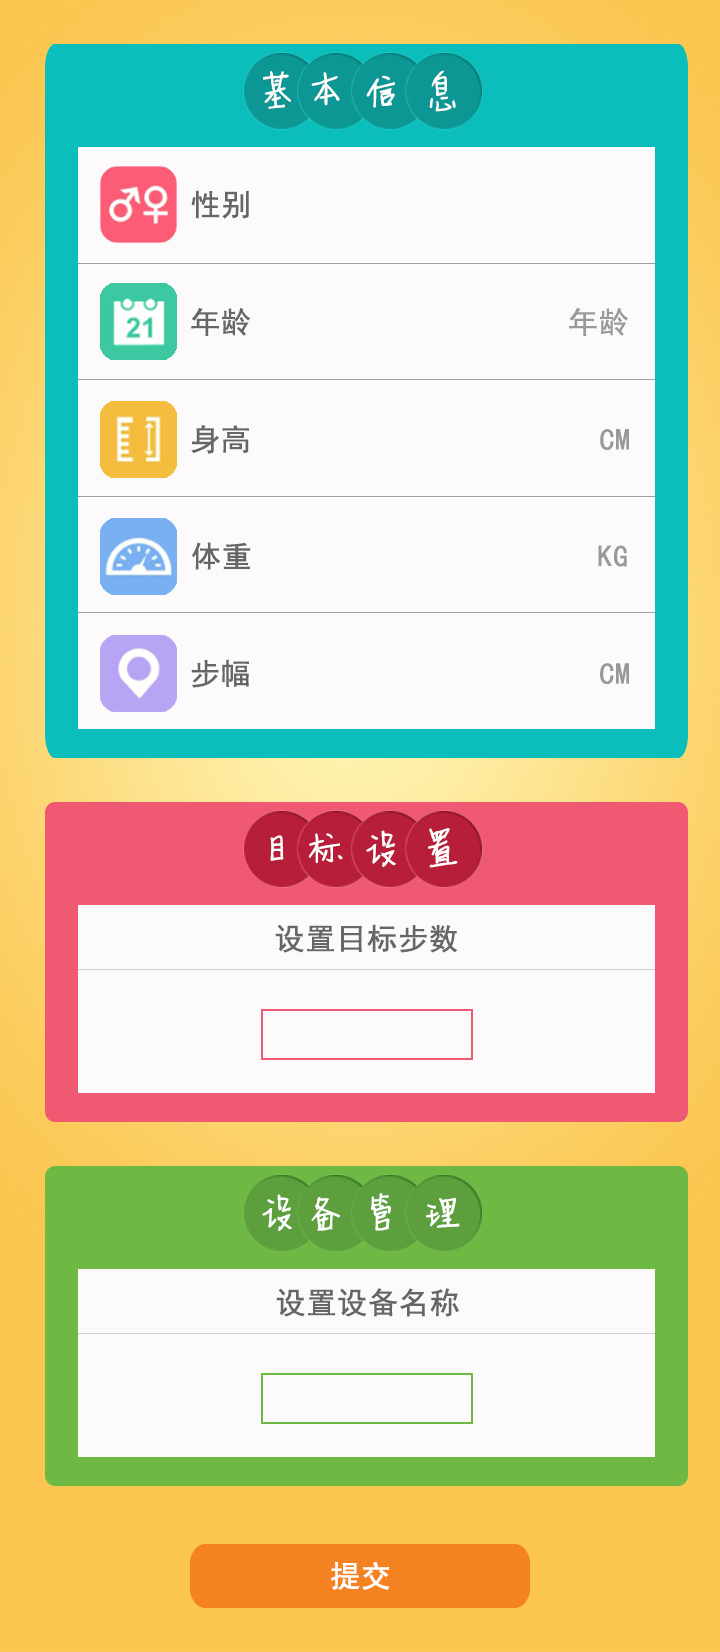 基本信息
性别
21
年龄 年龄
身高 CM
体重 KG
步幅 CM
目标设置
设置目标步数
设备管理
设置设备名称
提交